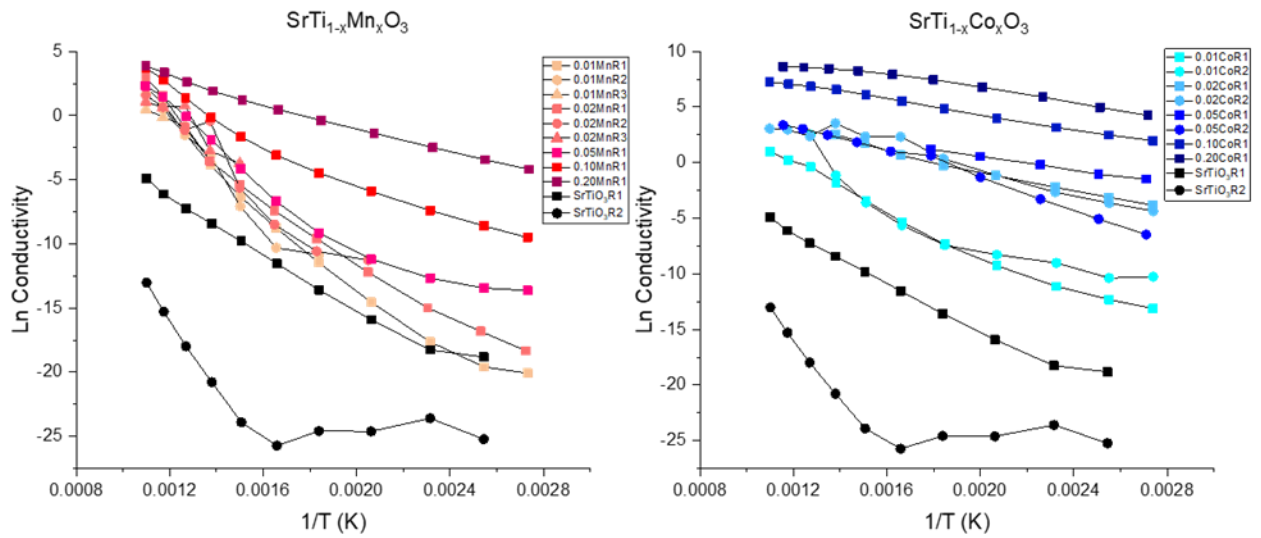 SrTi₁₋ₓMnₓO₃
5
0
-5
-10
-15
-20
-25
Ln Conductivity
0.0008 0.0012 0.0016 0.0020 0.0024 0.0028
1/T (K)
0.01MnR1
0.01MnR2
0.01MnR3
0.02MnR1
0.02MnR2
0.02MnR3
0.05MnR1
0.10MnR1
0.20MnR1
SrTiO₃R1
SrTiO₃R2
SrTi₁₋ₓCoₓO₃
10
5
0
-5
-10
-15
-20
-25
Ln Conductivity
0.0008 0.0012 0.0016 0.0020 0.0024 0.0028
1/T (K)
0.01CoR1
0.01CoR2
0.02CoR1
0.02CoR2
0.05CoR1
0.05CoR2
0.10CoR1
0.20CoR1
SrTiO₃R1
SrTiO₃R2